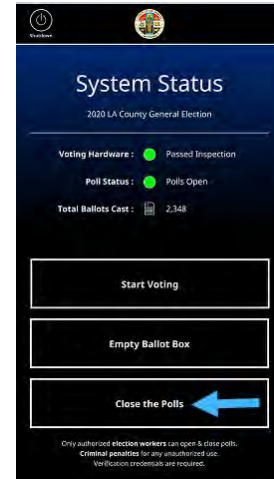 Shutdown
System Status
2020 LA County General Election
Voting Hardware : Passed Inspection
Poll Status : Polls Open
Total Ballots Cast : 2,348
Start Voting
Empty Ballot Box
Close the Polls
Only authorized election workers can open & close polls.
Criminal penalties for any unauthorized use.
Verification credentials are required.